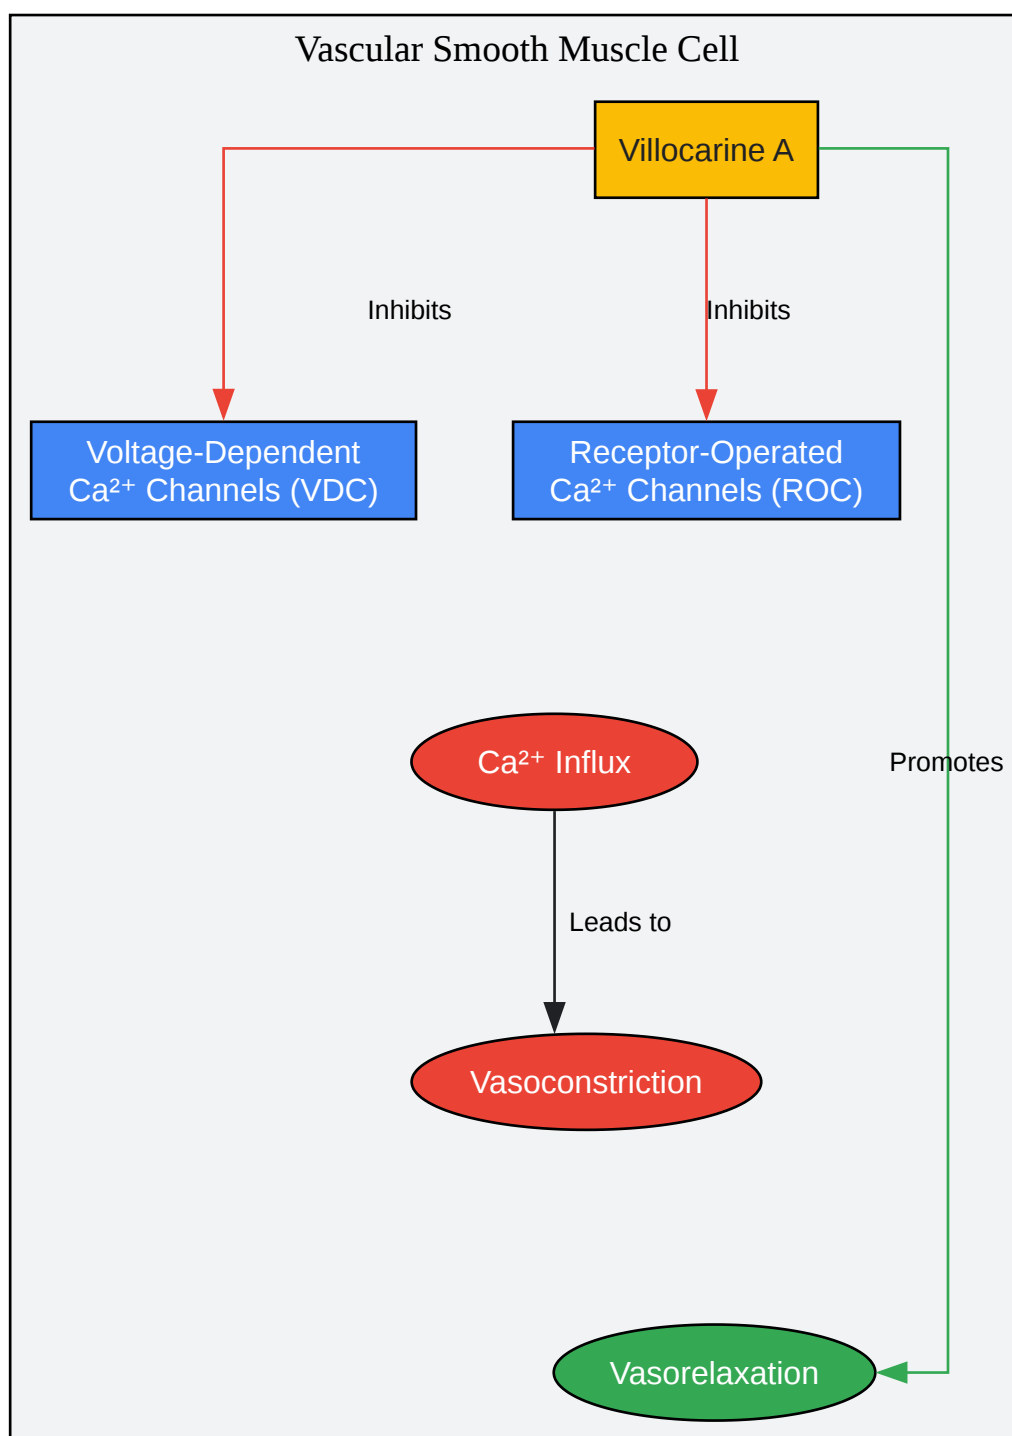 Vascular Smooth Muscle Cell
Villocarine A
Inhibits
Inhibits
Voltage-Dependent
Ca²⁺ Channels (VDC)
Receptor-Operated
Ca²⁺ Channels (ROC)
Ca²⁺ Influx
Promotes
Leads to
Vasoconstriction
Vasorelaxation